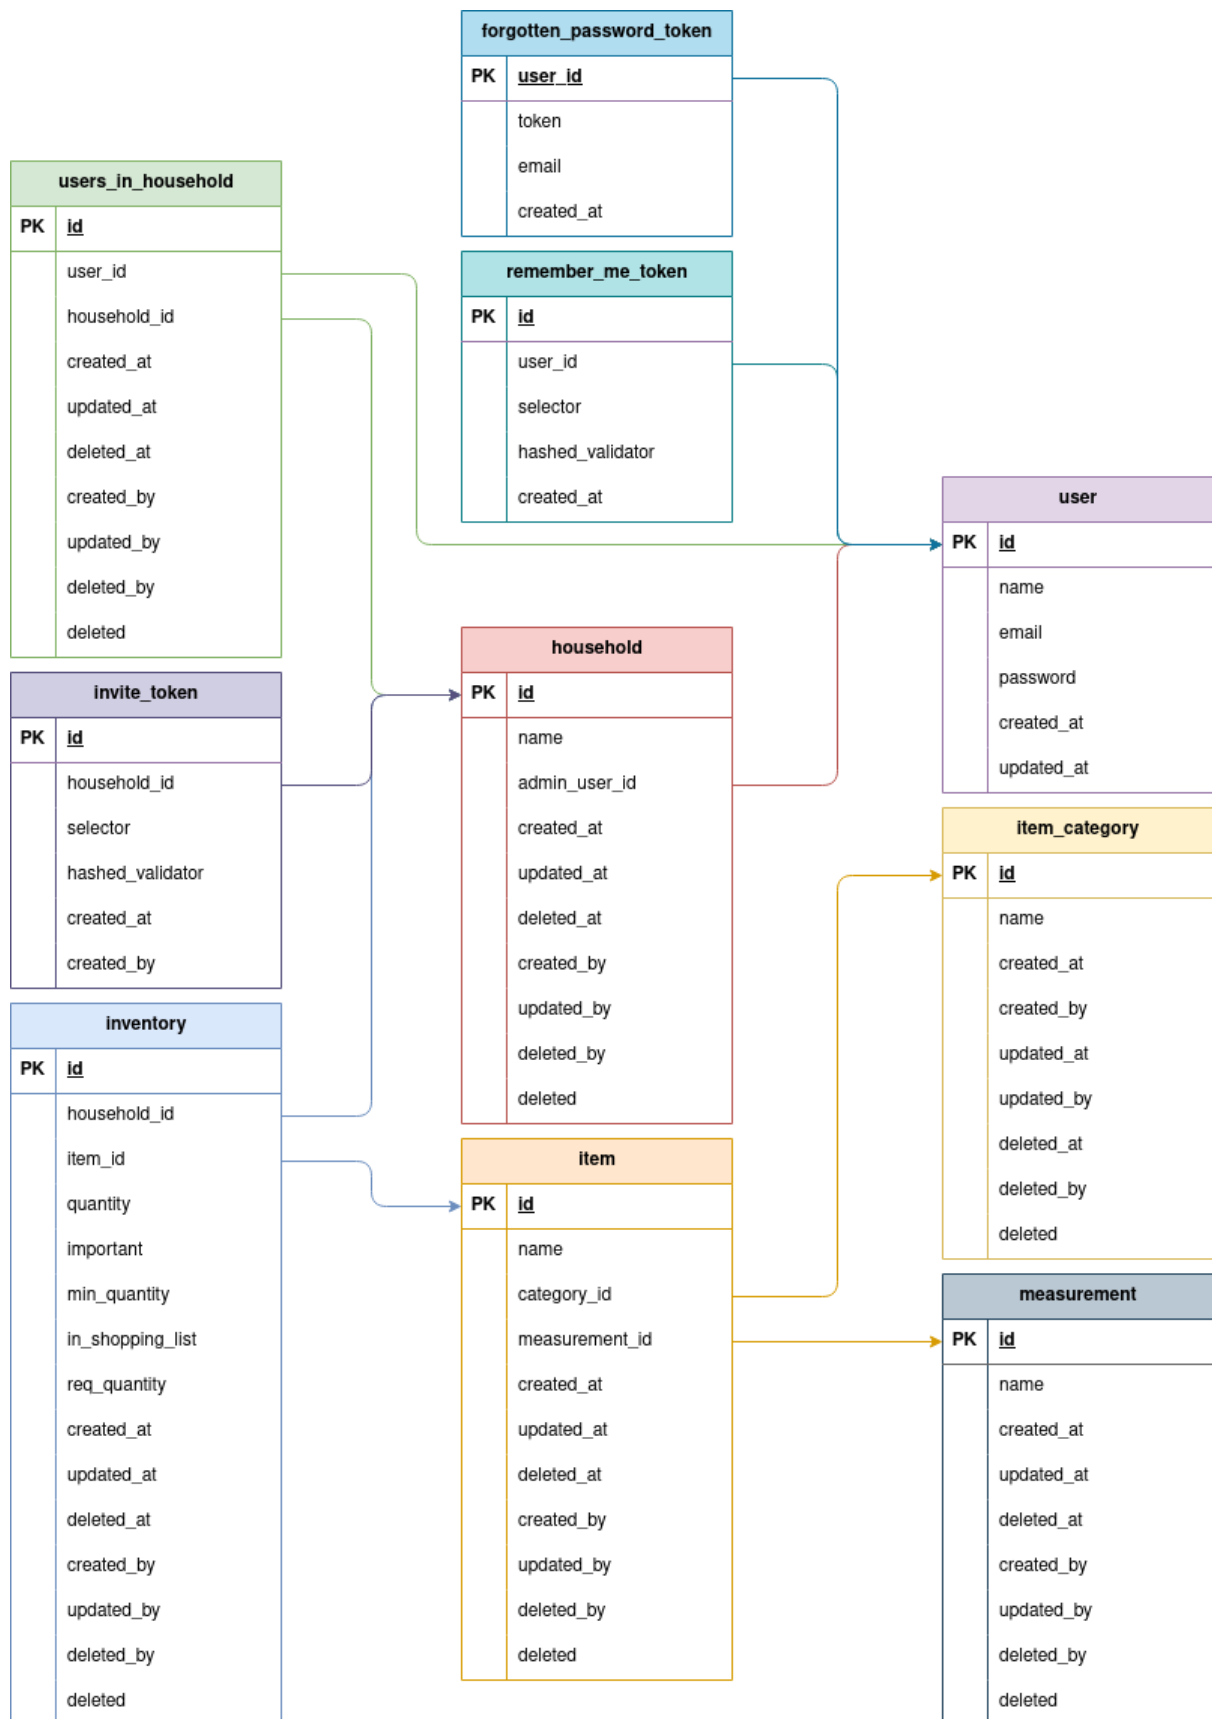 forgotten_password_token
PK user_id
token
email
created_at
users_in_household
PK id
user_id
household_id
created_at
updated_at
deleted_at
created_by
updated_by
deleted_by
deleted
remember_me_token
PK id
user_id
selector
hashed_validator
created_at
user
PK id
name
email
password
created_at
updated_at
household
PK id
name
admin_user_id
created_at
updated_at
deleted_at
created_by
updated_by
deleted_by
deleted
invite_token
PK id
household_id
selector
hashed_validator
created_at
created_by
item_category
PK id
name
created_at
created_by
updated_at
updated_by
deleted_at
deleted_by
deleted
inventory
PK id
household_id
item_id
quantity
important
min_quantity
in_shopping_list
req_quantity
created_at
updated_at
deleted_at
created_by
updated_by
deleted_by
deleted
item
PK id
name
category_id
measurement_id
created_at
updated_at
deleted_at
created_by
updated_by
deleted_by
deleted
measurement
PK id
name
created_at
updated_at
deleted_at
created_by
updated_by
deleted_by
deleted